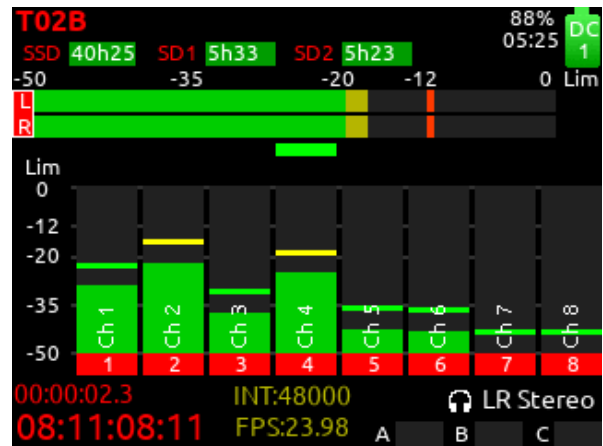 T02B 88% DC
SSD 40h25 SD1 5h33 SD2 5h23 05:25 1
-50 -35 -20 -12 0 Lim
L
R
Lim
0
-12
-20
-35
-50
Ch 1 Ch 2 Ch 3 Ch 4 Ch 5 Ch 6 Ch 7 Ch 8
1 2 3 4 5 6 7 8
00:00:02.3 INT:48000 LR Stereo
08:11:08:11 FPS:23.98 A B C